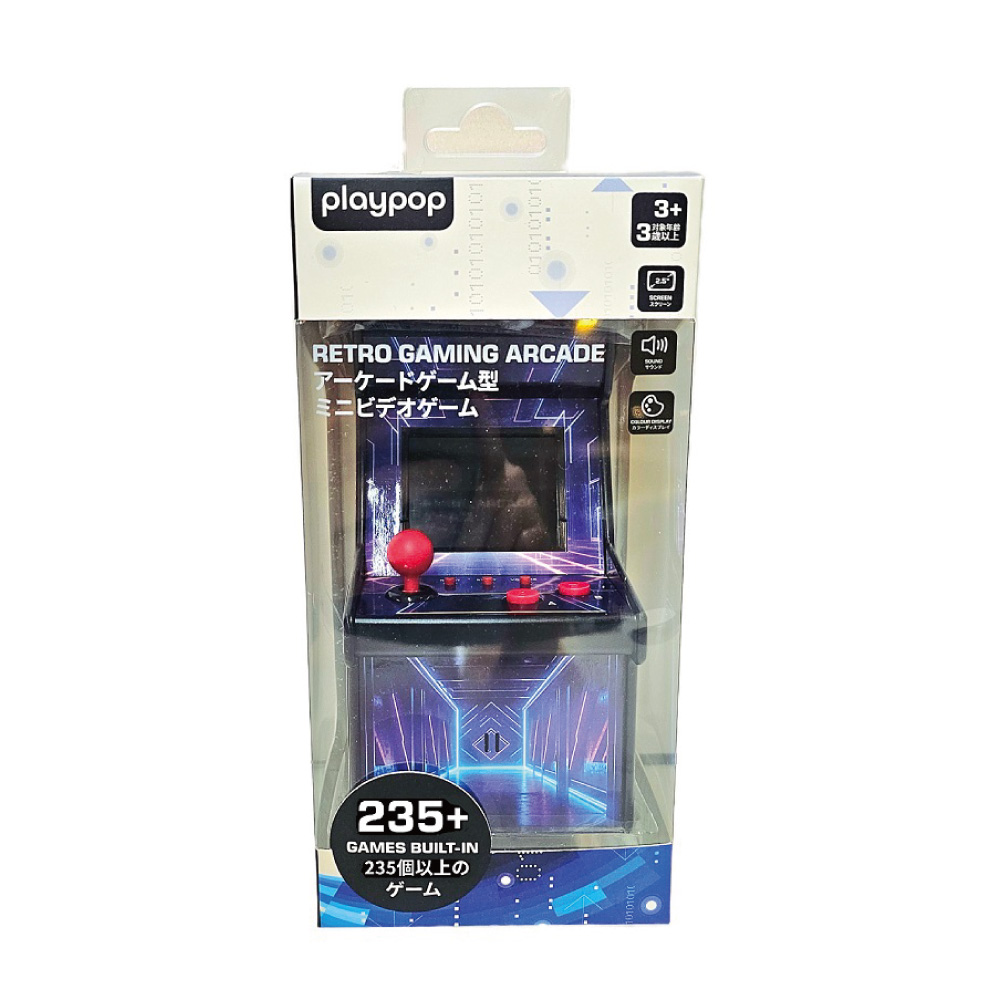 playpop
3+
対象年齢
3歳以上
2.5"
SCREEN
スクリーン
SOUND
サウンド
COLOUR DISPLAY
カラーディスプレイ
RETRO GAMING ARCADE
アーケードゲーム型
ミニビデオゲーム
A
235+
GAMES BUILT-IN
235個以上の
ゲーム